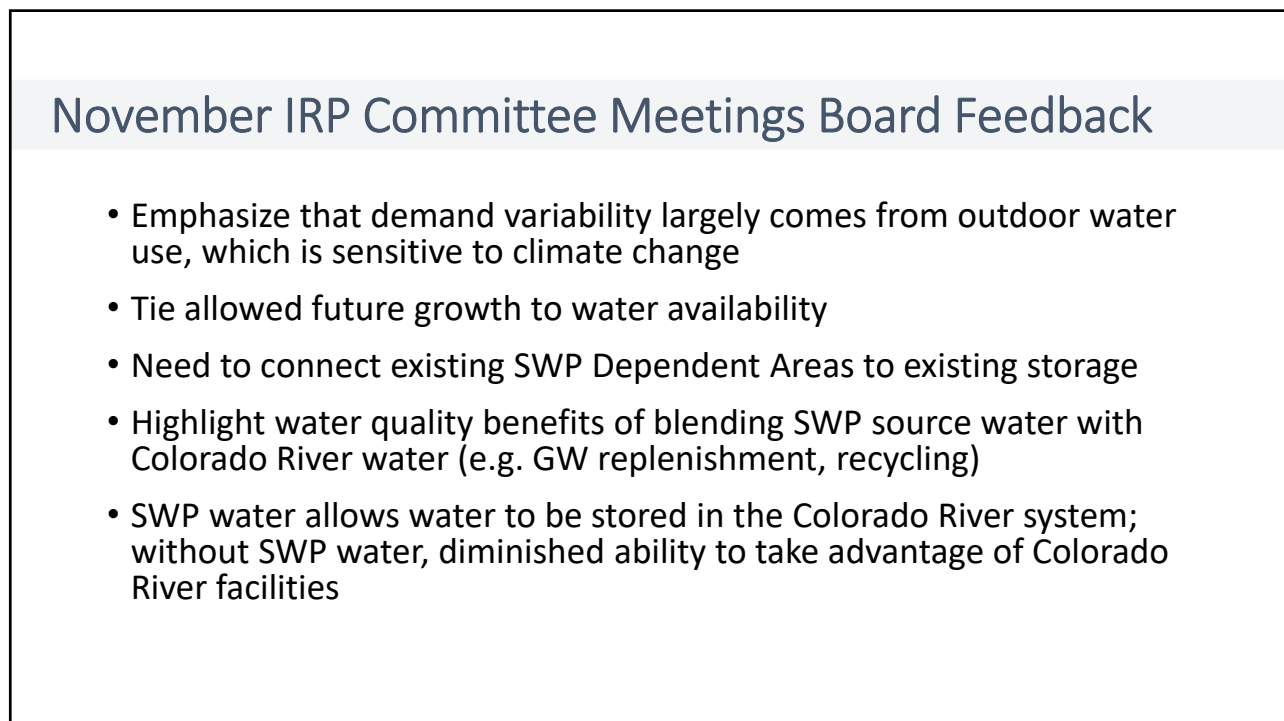 November IRP Committee Meetings Board Feedback
• Emphasize that demand variability largely comes from outdoor water
use, which is sensitive to climate change
• Tie allowed future growth to water availability
• Need to connect existing SWP Dependent Areas to existing storage
• Highlight water quality benefits of blending SWP source water with
Colorado River water (e.g. GW replenishment, recycling)
• SWP water allows water to be stored in the Colorado River system;
without SWP water, diminished ability to take advantage of Colorado
River facilities